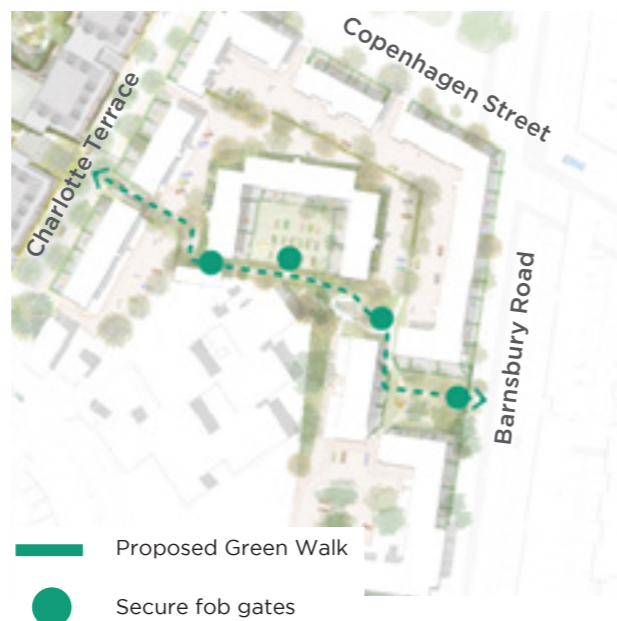 Copenhagen Street
Charlotte Terrace
Barnsbury Road
Proposed Green Walk
Secure fob gates